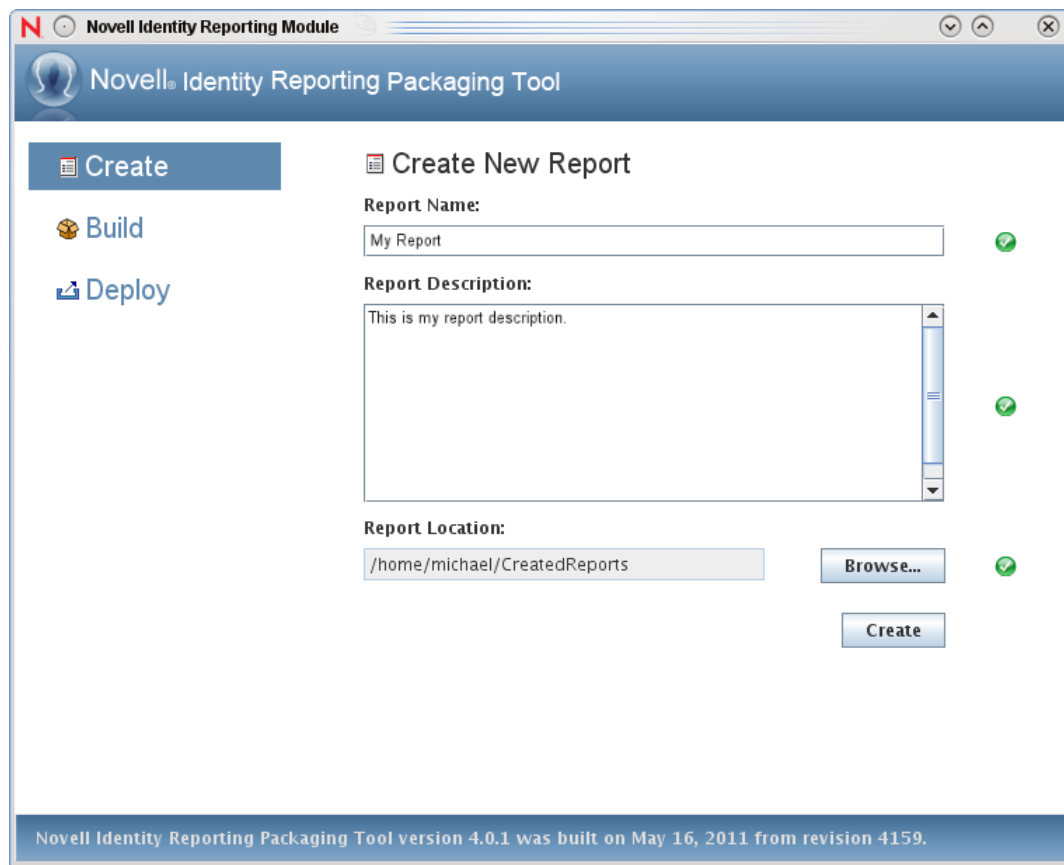 N Novell Identity Reporting Module
Novell® Identity Reporting Packaging Tool
Create
Build
Deploy
Create New Report
Report Name:
My Report
Report Description:
This is my report description.
Report Location:
/home/michael/CreatedReports
Browse...
Create
Novell Identity Reporting Packaging Tool version 4.0.1 was built on May 16, 2011 from revision 4159.